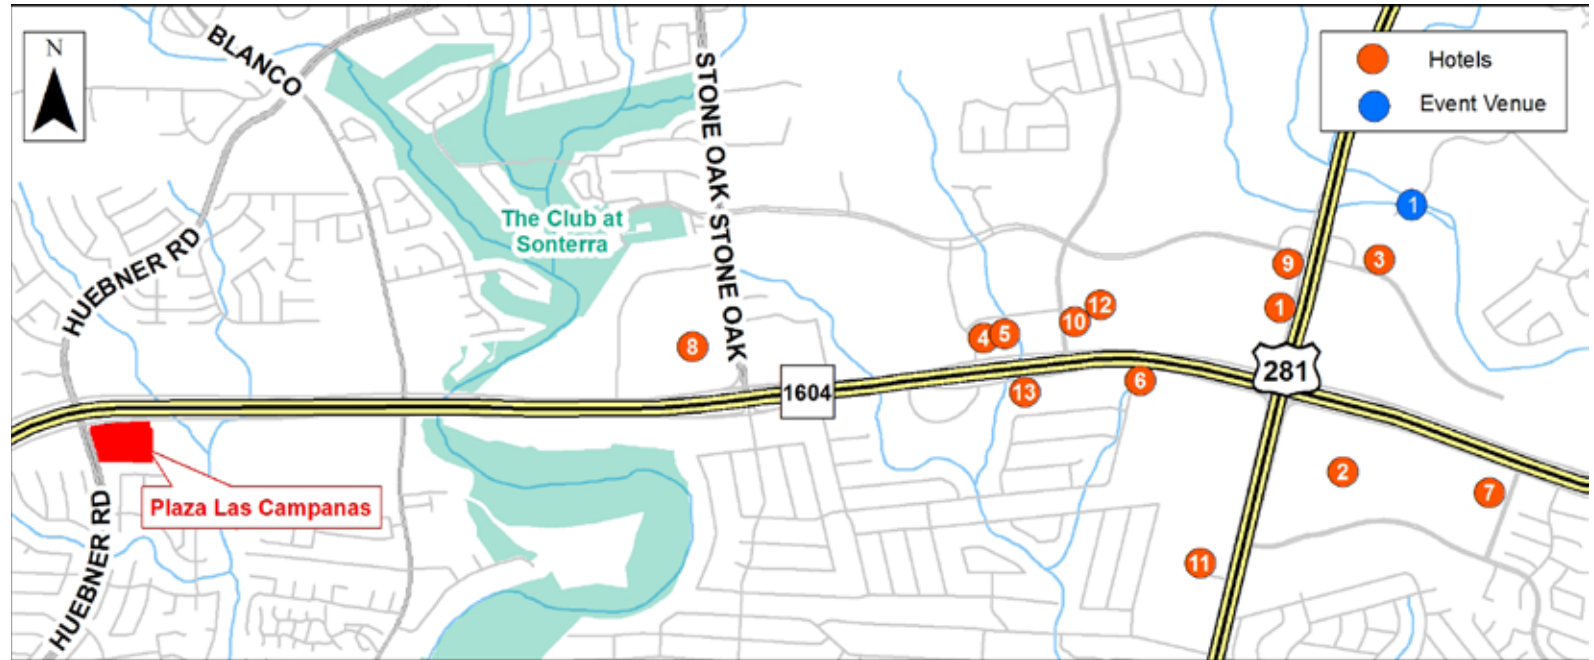 N
BLANCO
STONE OAK
STONE OAK
Hotels
Event Venue
HUEBNER RD
The Club at
Sonterra
1
9
3
1
12
10
5
4
8
281
1604
6
13
2
7
Plaza Las Campanas
HUEBNER RD
11